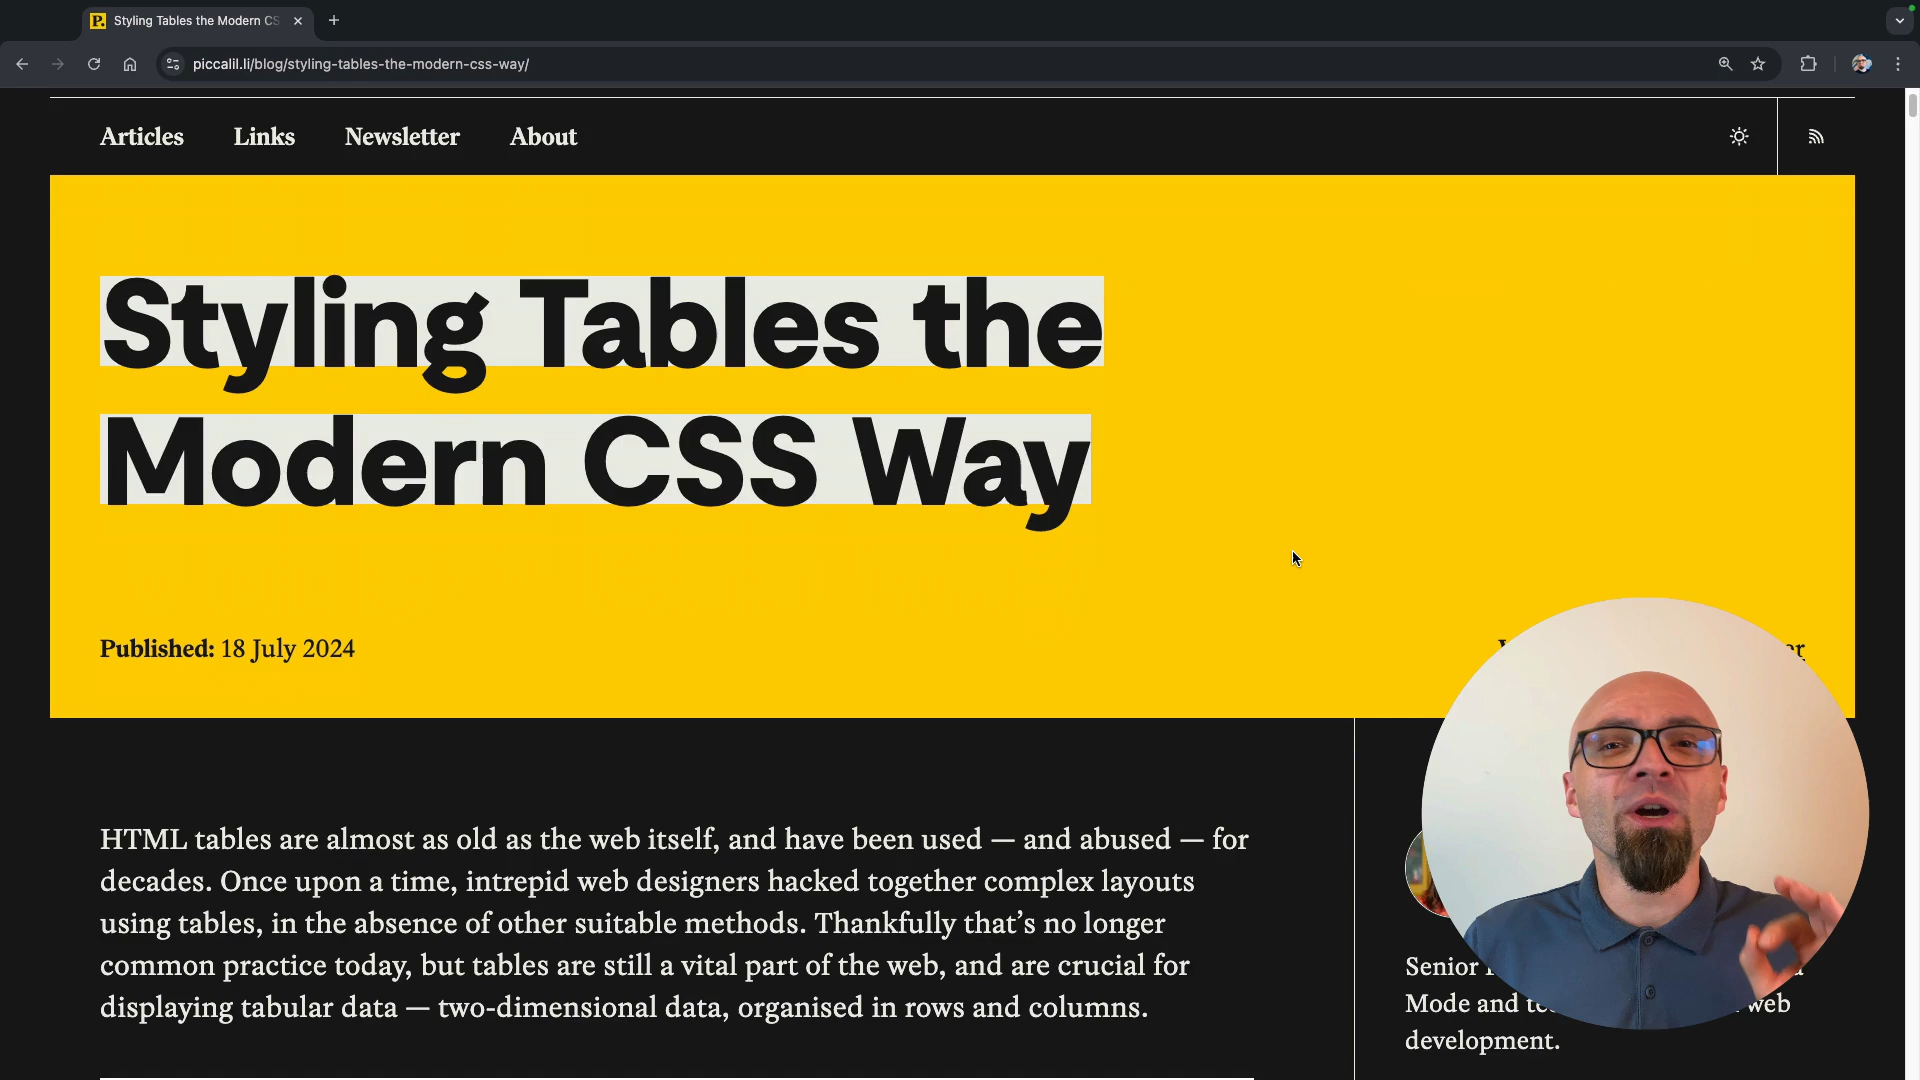 P. Styling Tables the Modern CS
piccalil.li/blog/styling-tables-the-modern-css-way/
Articles Links Newsletter About
Styling Tables the
Modern CSS Way
Published: 18 July 2024
HTML tables are almost as old as the web itself, and have been used — and abused — for
decades. Once upon a time, intrepid web designers hacked together complex layouts
using tables, in the absence of other suitable methods. Thankfully that’s no longer
common practice today, but tables are still a vital part of the web, and are crucial for
displaying tabular data — two-dimensional data, organised in rows and columns.
Senior
Mode and web
development.